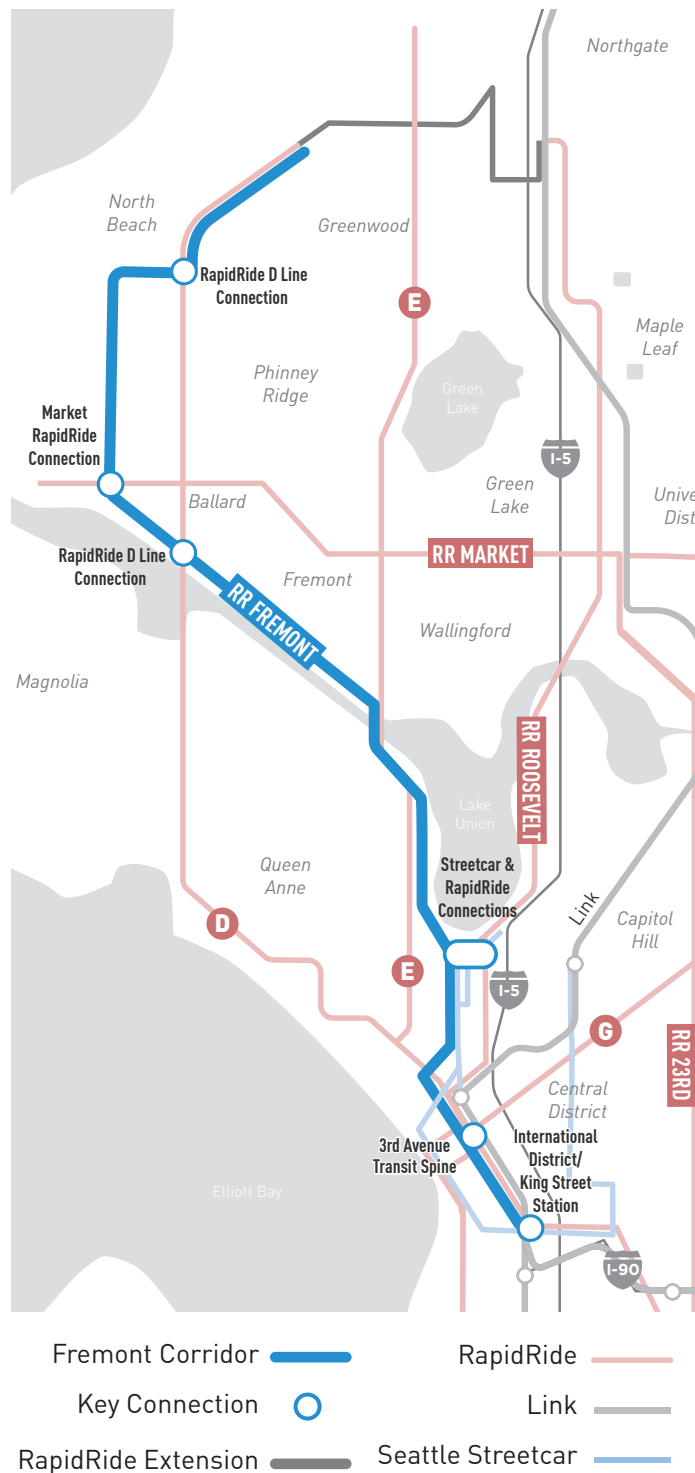 Northgate
North
Beach
Greenwood
RapidRide D Line
Connection
E
Maple
Leaf
Phinney
Ridge
Green
Lake
Market
RapidRide
Connection
I-5
Green
Lake
Ballard
Unive
Dist
RapidRide D Line
Connection
RR MARKET
Fremont
RR FREMONT
Wallingford
Magnolia
RR ROOSEVELT
Lake
Union
Queen
Anne
Streetcar &
RapidRide
Connections
Link
Capitol
Hill
D
E
I-5
G
RR 23RD
Central
District
3rd Avenue
Transit Spine
International
District/
King Street
Station
Elliott Bay
I-90
Fremont Corridor
RapidRide
Key Connection
Link
RapidRide Extension
Seattle Streetcar